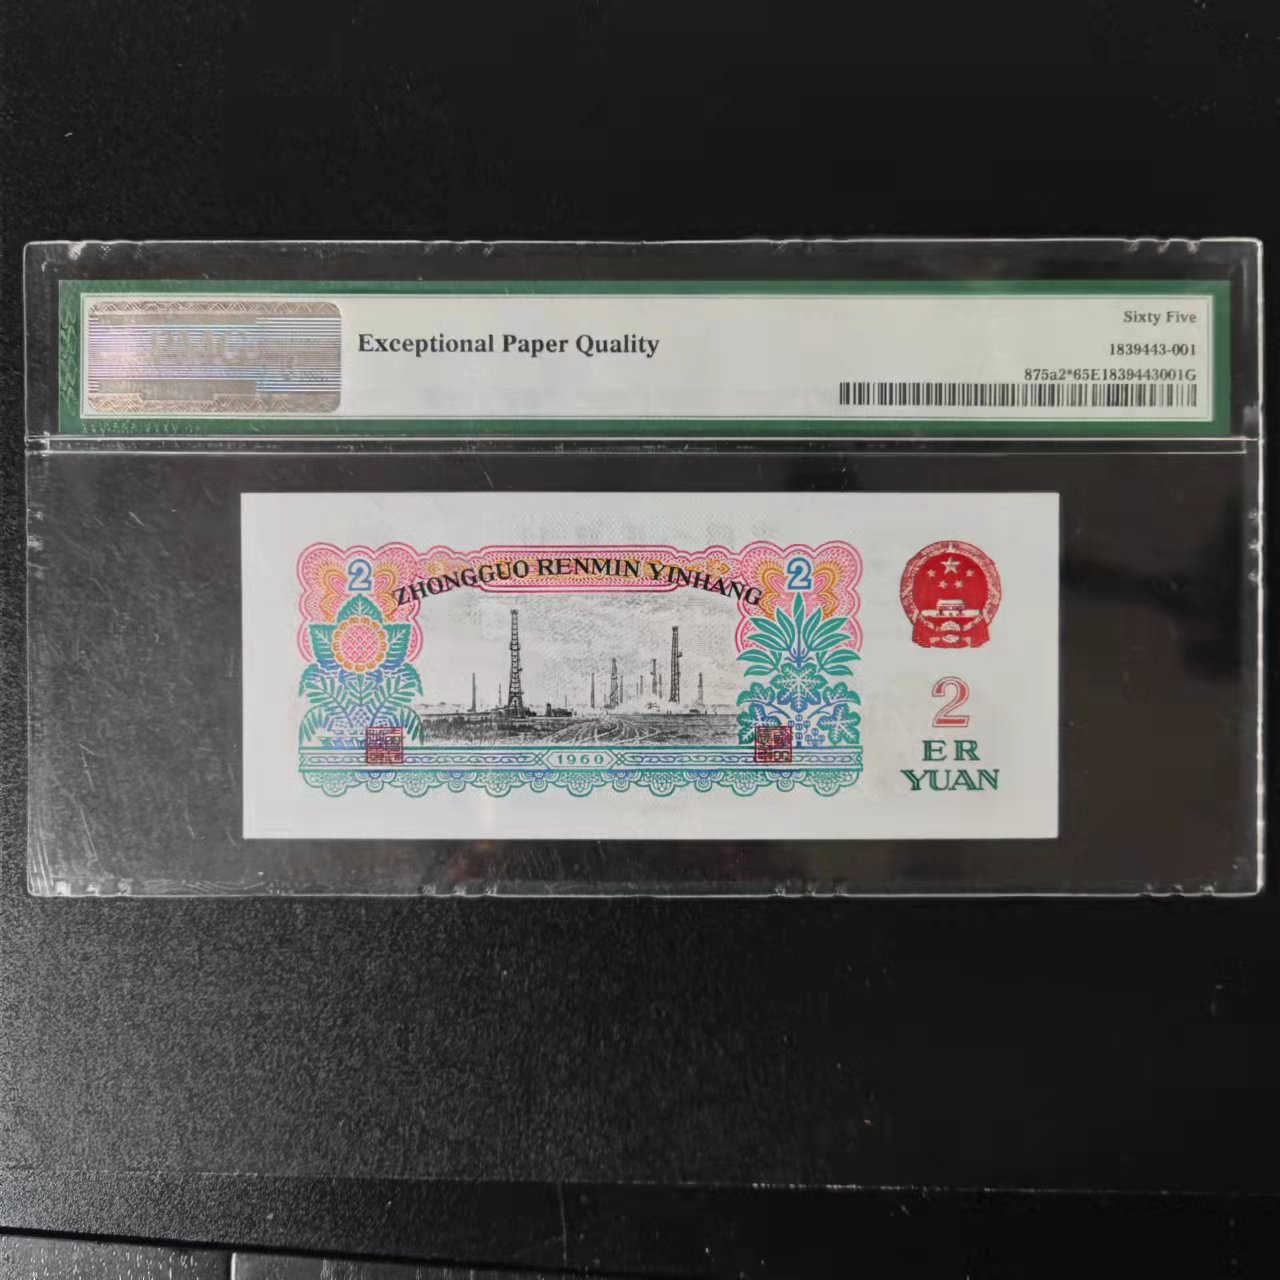 Exceptional Paper Quality
Sixty Five
1839443-001
875a2*65E1839443001G
2
ZHONGGUO RENMIN YINHANG
2
1960
2
ER
YUAN